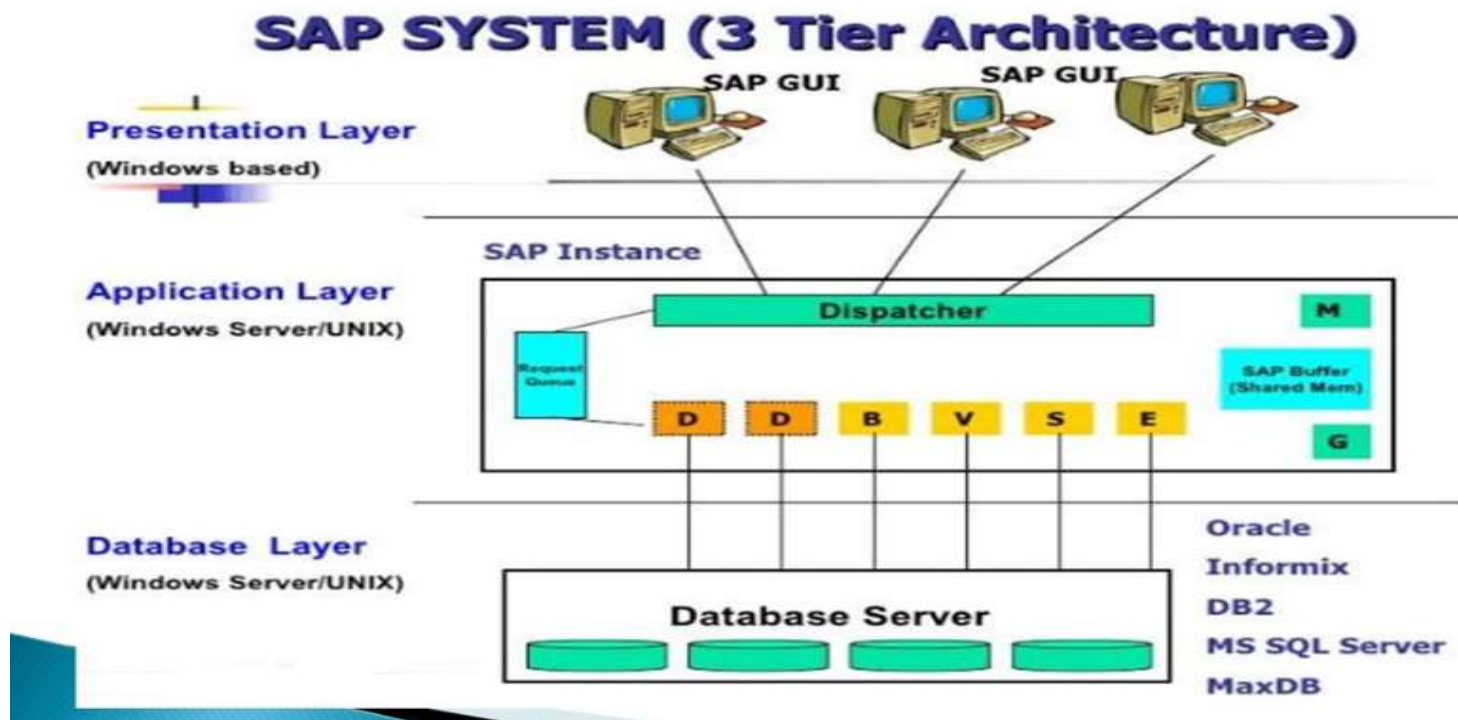 SAP SYSTEM (3 Tier Architecture)
SAP GUI
SAP GUI
Presentation Layer
(Windows based)
SAP Instance
Application Layer
(Windows Server/UNIX)
Dispatcher
M
Request
Queue
SAP Buffer
(Shared Mem)
D
D
B
V
S
E
G
Database Layer
(Windows Server/UNIX)
Database Server
Oracle
Informix
DB2
MS SQL Server
MaxDB